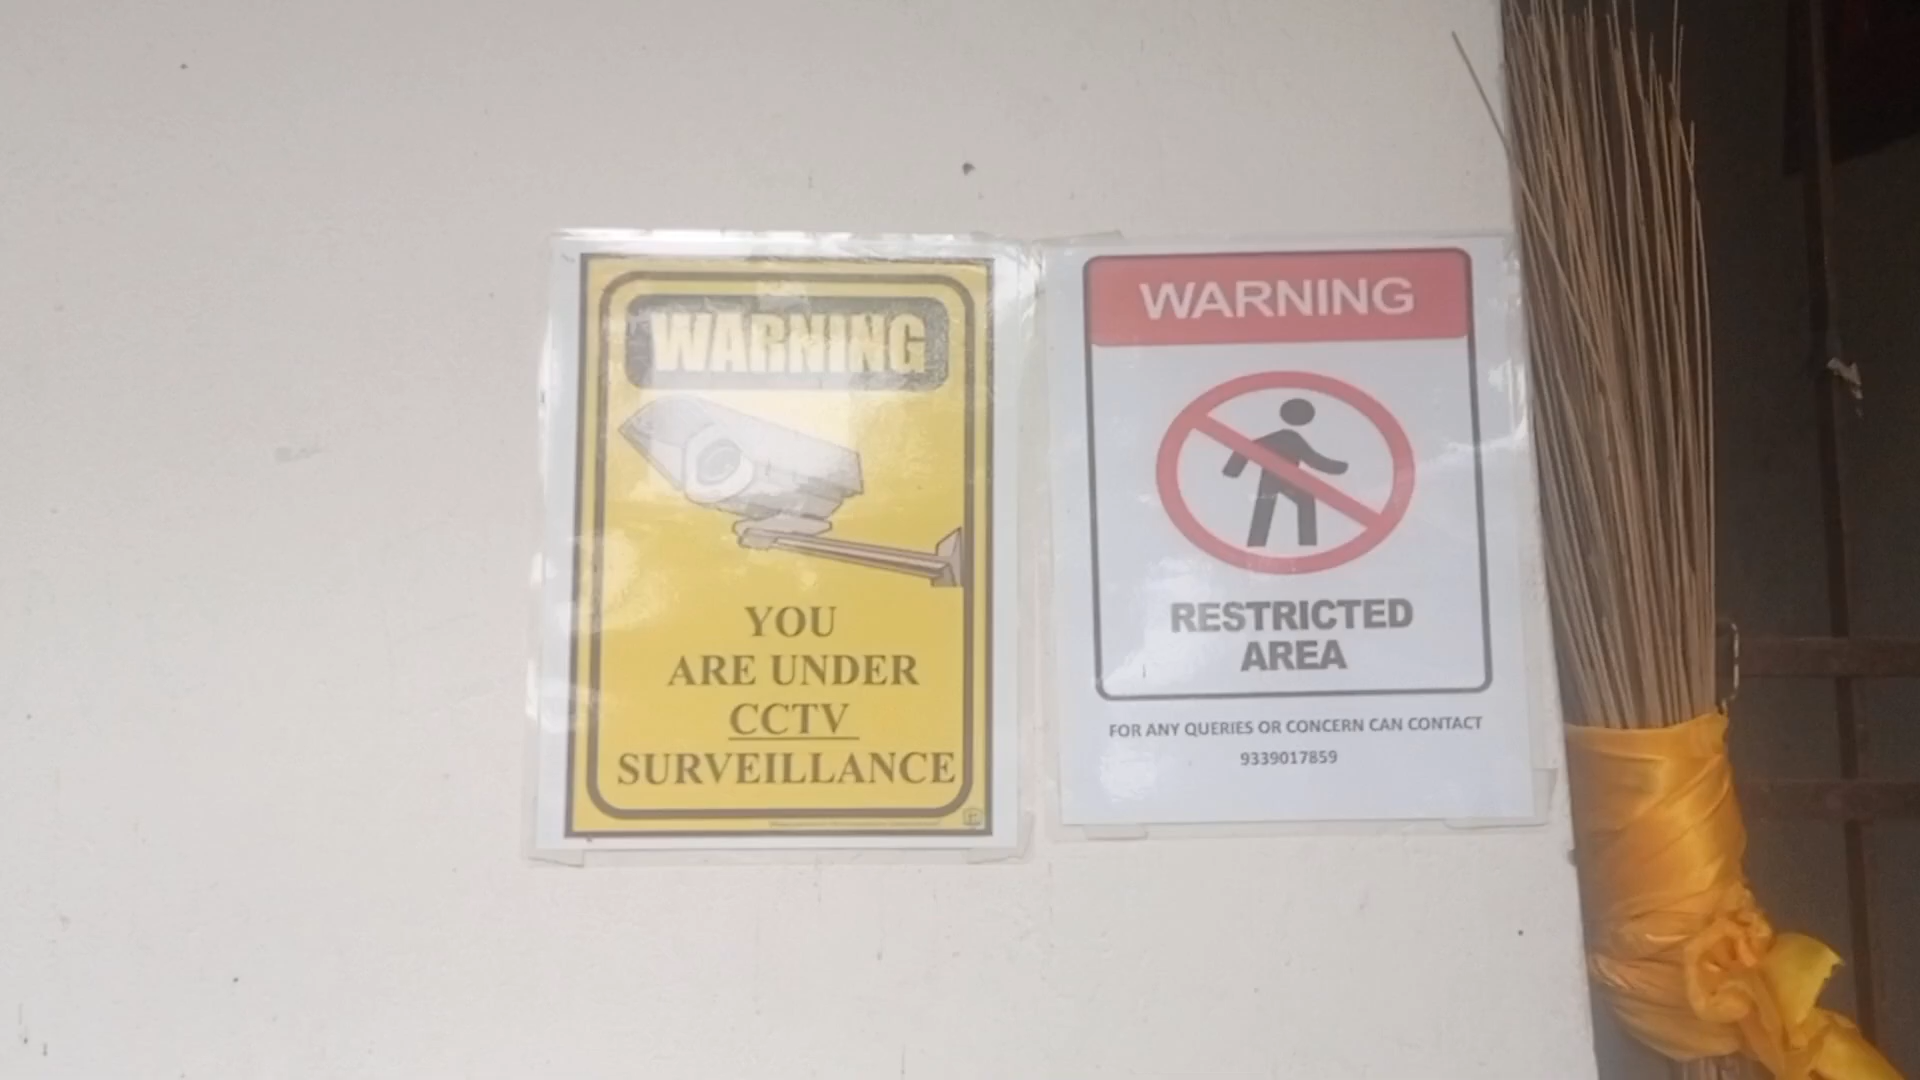 WARNING
YOU
ARE UNDER
CCTV
SURVEILLANCE
WARNING
RESTRICTED
AREA
FOR ANY QUERIES OR CONCERN CAN CONTACT
9339017859